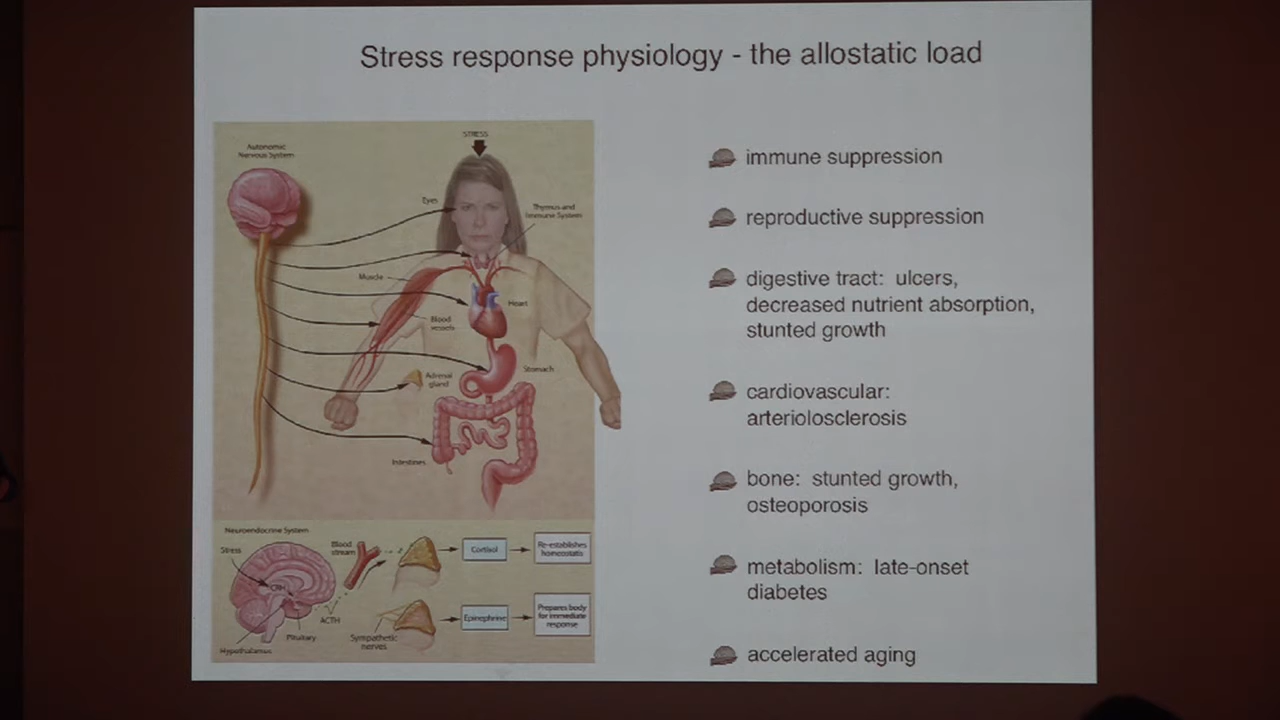 Stress response physiology - the allostatic load
STRESS
Autonomic
Nervous System
Eyes
Thymus and
Immune System
Muscle
Heart
Blood
vessels
Adrenal
gland
Stomach
Intestines
Neuroendocrine System
Stress
Blood
stream
CRH
ACTH
Pituitary
Hypothalamus
Sympathetic
nerves
Cortisol
Re-establishes
homeostatis
Epinephrine
Prepares body
for immediate
response
immune suppression
reproductive suppression
digestive tract: ulcers,
decreased nutrient absorption,
stunted growth
cardiovascular:
arteriolosclerosis
bone: stunted growth,
osteoporosis
metabolism: late-onset
diabetes
accelerated aging